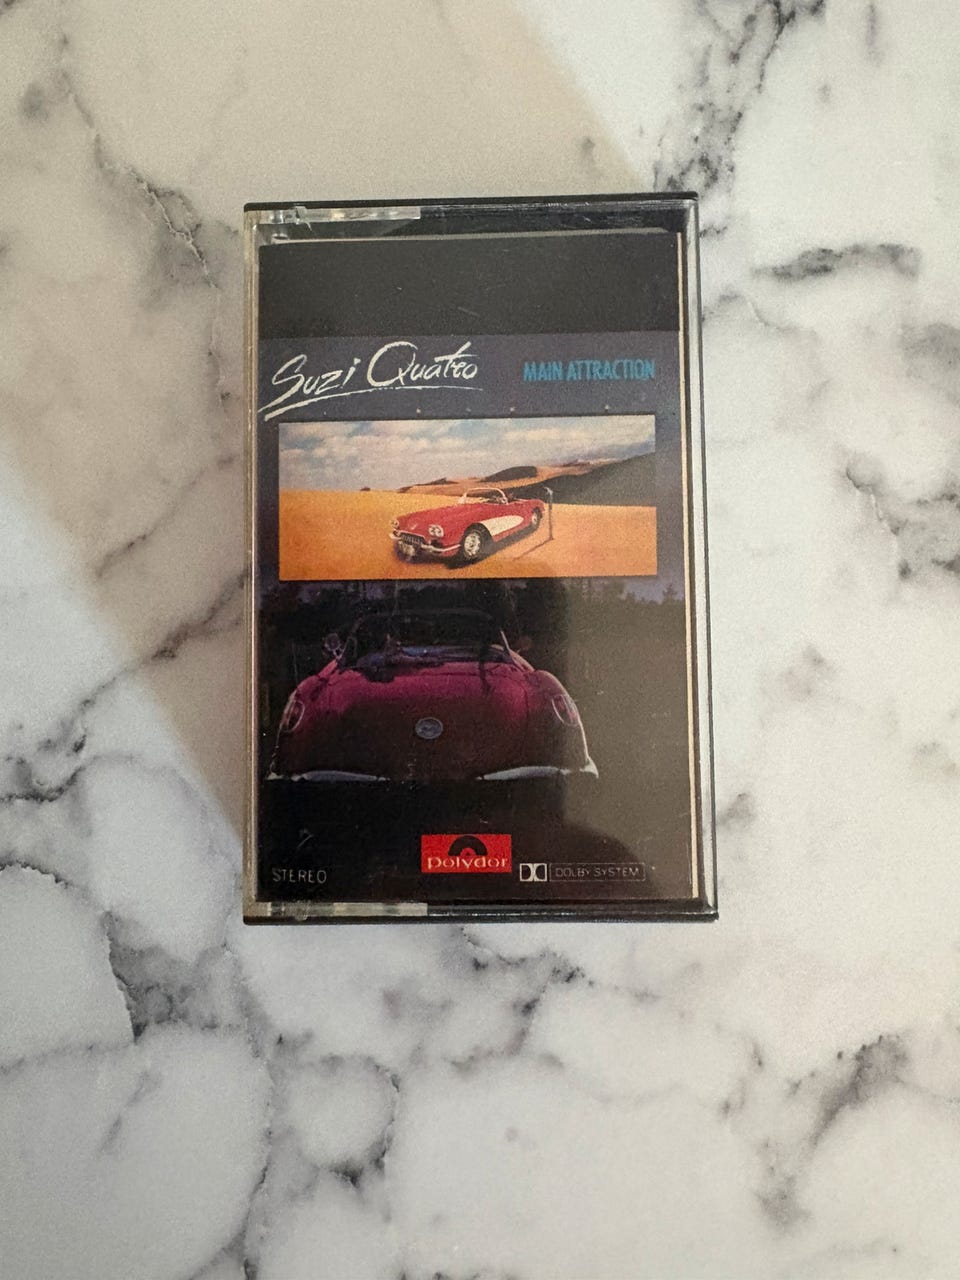 Suzi Quatro
MAIN ATTRACTION
polydor
STEREO
DOLBY SYSTEM